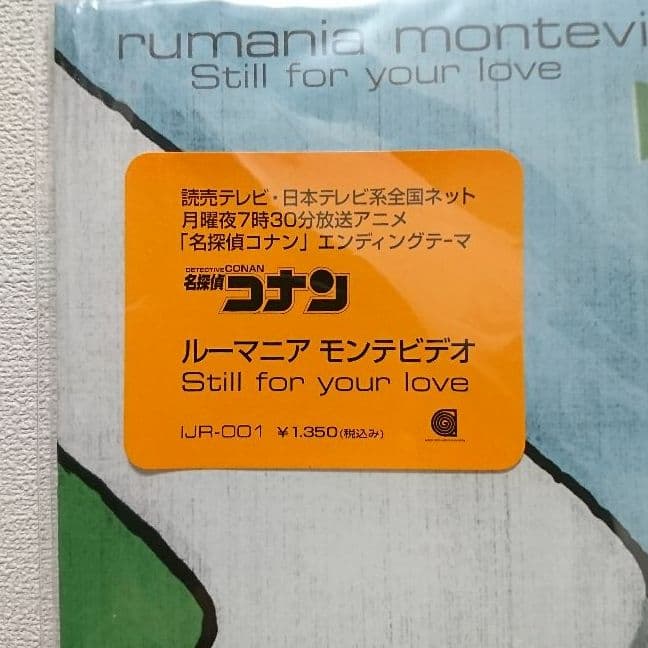 rumania montevi
Still for your love
読売テレビ・日本テレビ系全国ネット
月曜夜7時30分放送アニメ
「名探偵コナン」エンディングテーマ
DETECTIVE CONAN
名探偵コナン
ルーマニア モンテビデオ
Still for your love
IJR-001 ¥1.350(税込み)